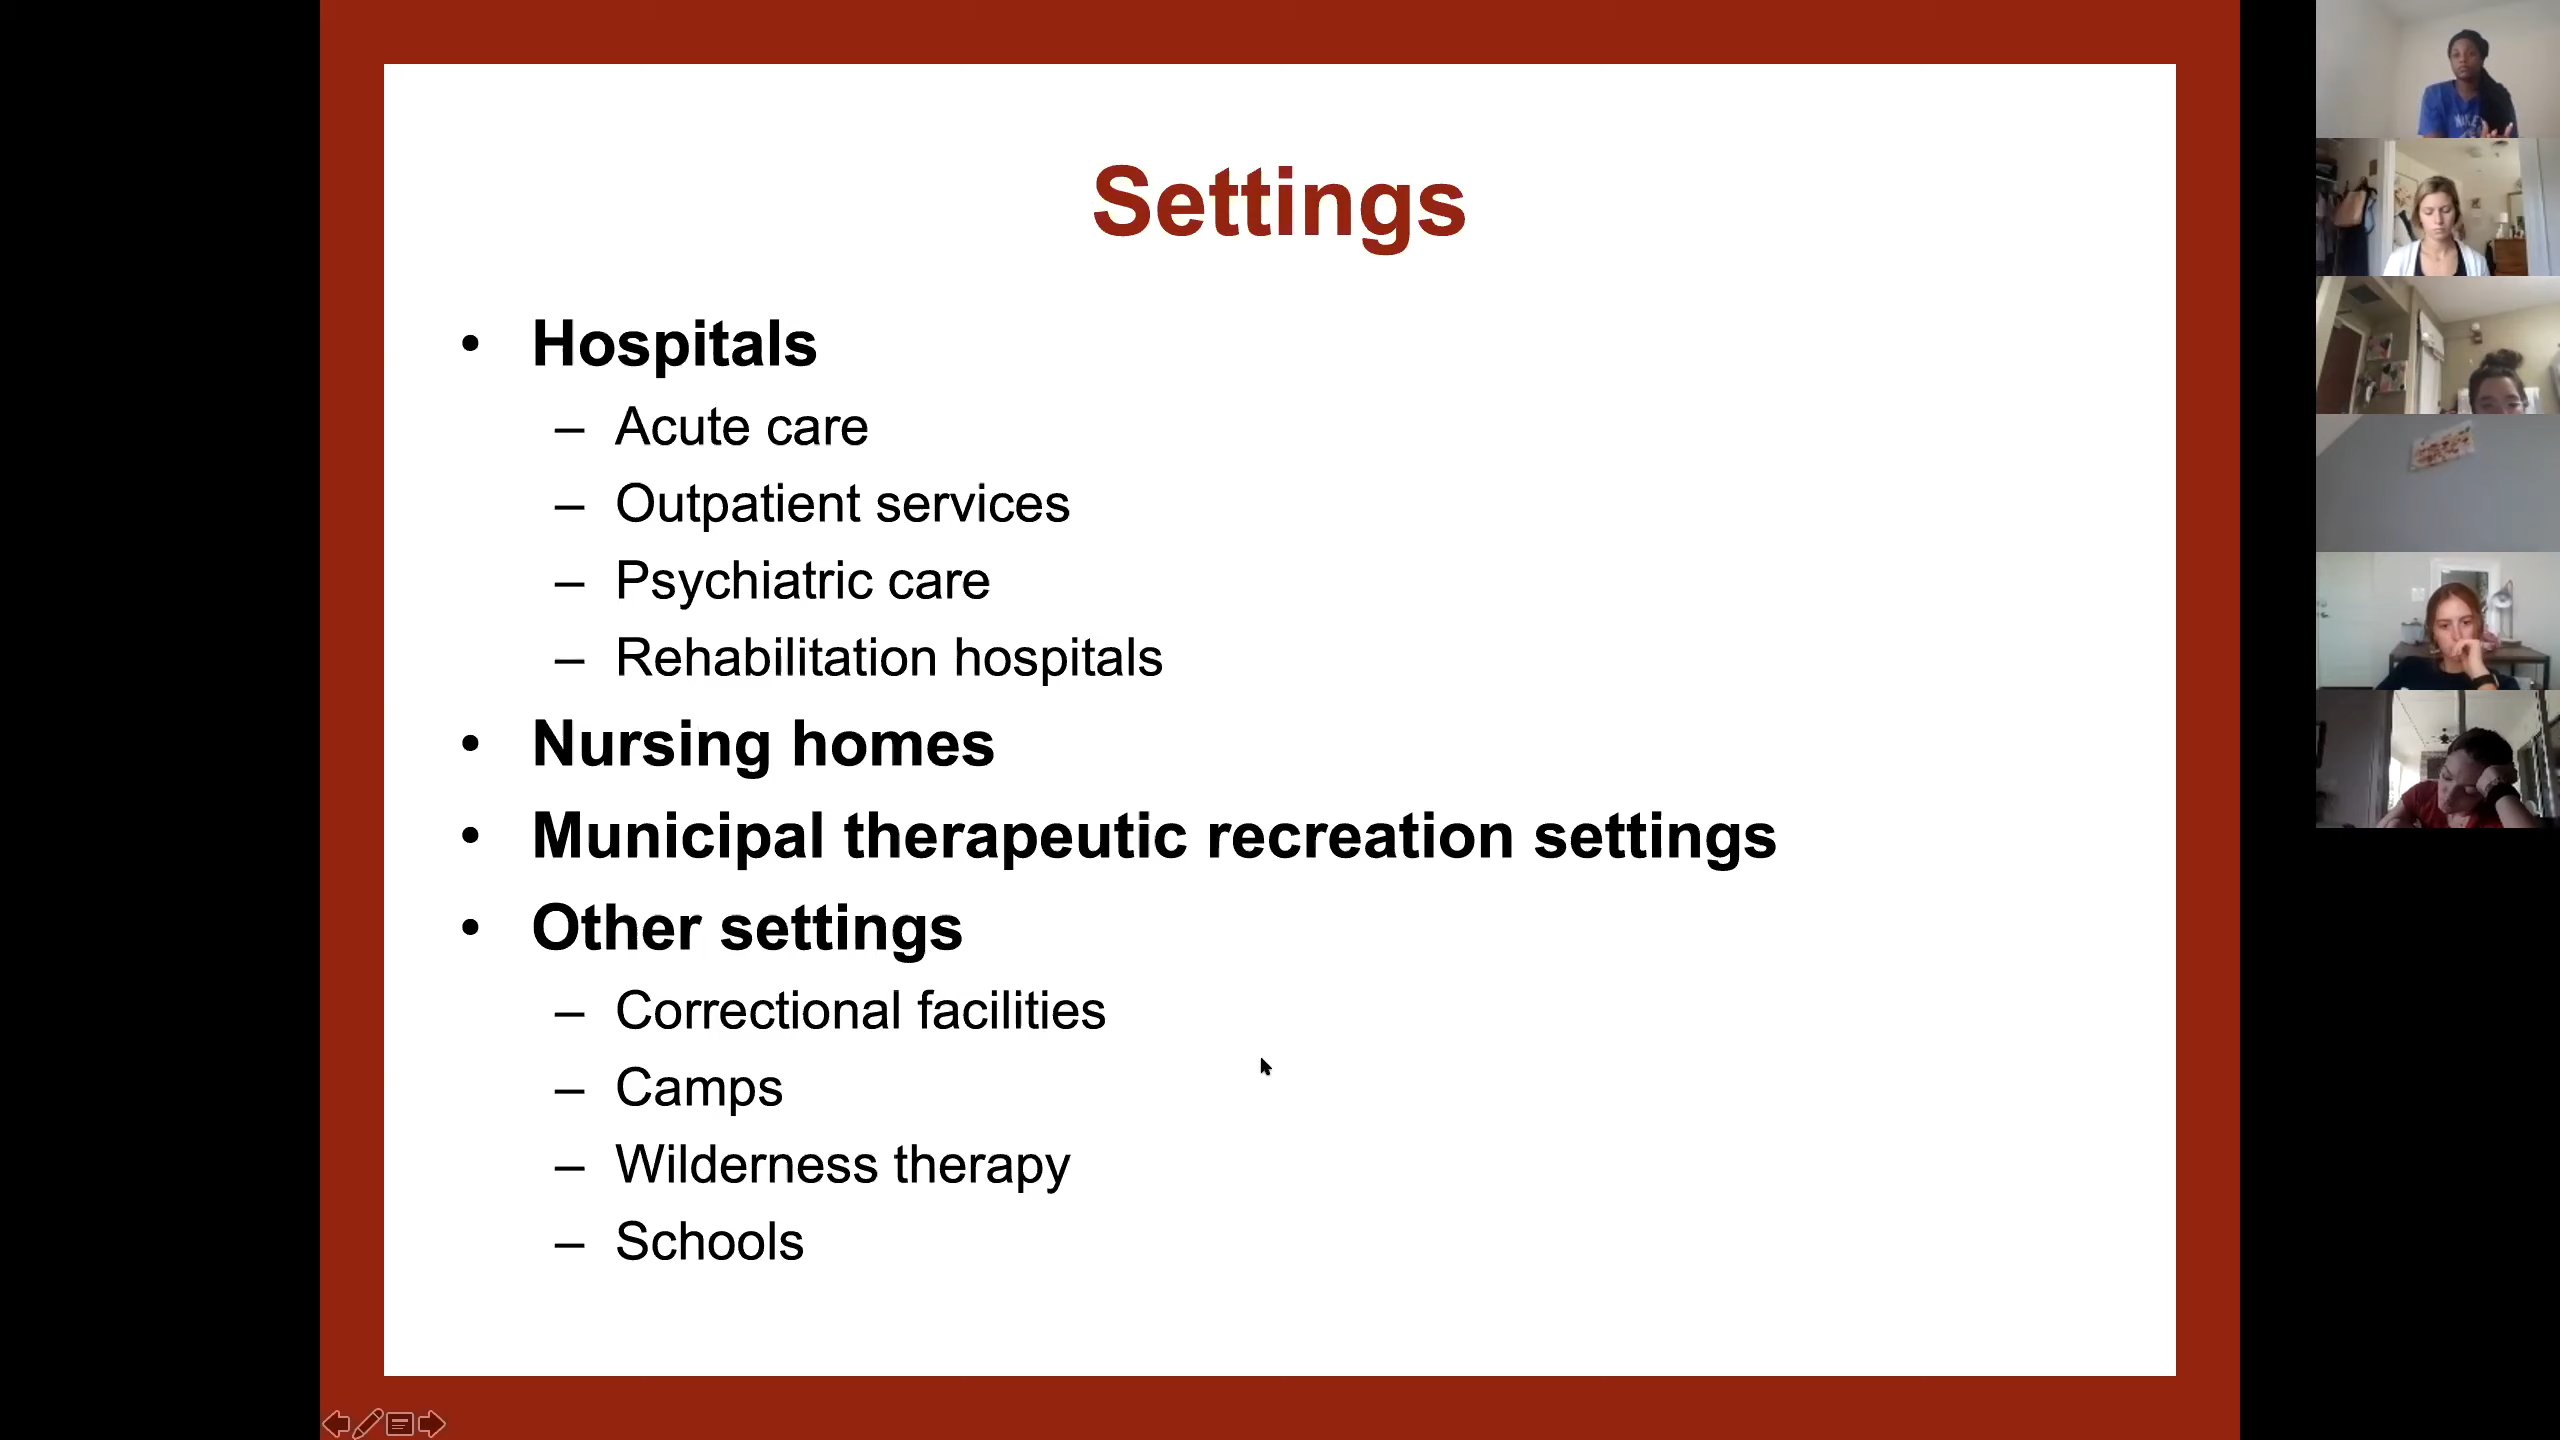 Settings
• Hospitals
– Acute care
– Outpatient services
– Psychiatric care
– Rehabilitation hospitals
• Nursing homes
• Municipal therapeutic recreation settings
• Other settings
– Correctional facilities
– Camps
– Wilderness therapy
– Schools
NIKE